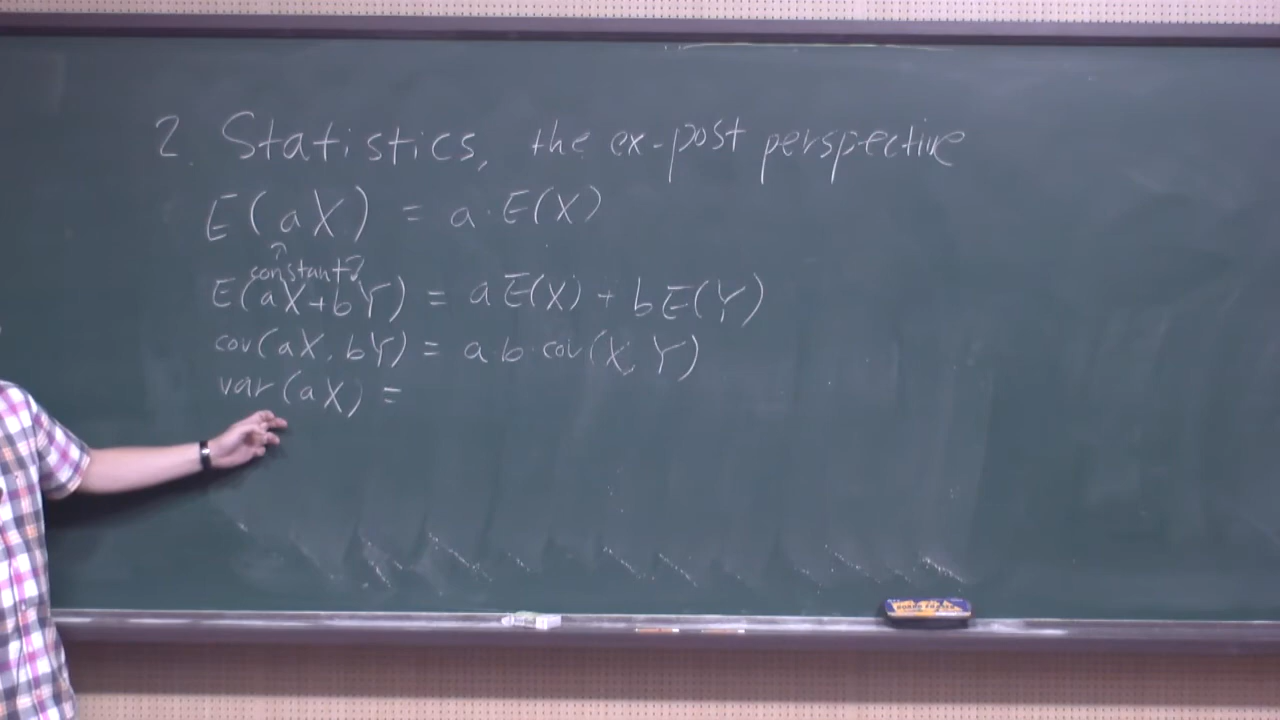 2. Statistics, the ex-post perspective
E(aX) = a·E(X)
↑
constant?
E(aX+bY) = aE(X) + bE(Y)
cov(aX, bY) = a·b·cov(X, Y)
var(aX) =